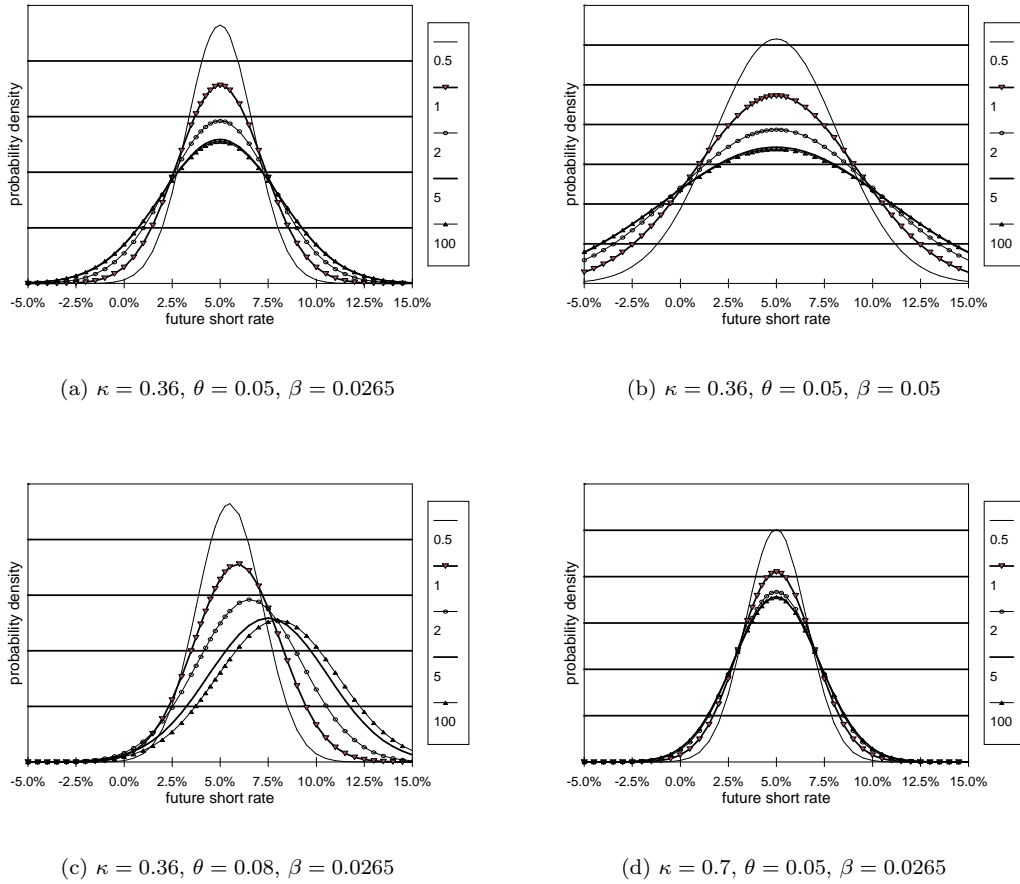 probability density
-5.0% -2.5% 0.0% 2.5% 5.0% 7.5% 10.0% 12.5% 15.0%
future short rate
0.5
1
2
5
100
(a) κ = 0.36, θ = 0.05, β = 0.0265
probability density
-5.0% -2.5% 0.0% 2.5% 5.0% 7.5% 10.0% 12.5% 15.0%
future short rate
0.5
1
2
5
100
(b) κ = 0.36, θ = 0.05, β = 0.05
probability density
-5.0% -2.5% 0.0% 2.5% 5.0% 7.5% 10.0% 12.5% 15.0%
future short rate
0.5
1
2
5
100
(c) κ = 0.36, θ = 0.08, β = 0.0265
probability density
-5.0% -2.5% 0.0% 2.5% 5.0% 7.5% 10.0% 12.5% 15.0%
future short rate
0.5
1
2
5
100
(d) κ = 0.7, θ = 0.05, β = 0.0265